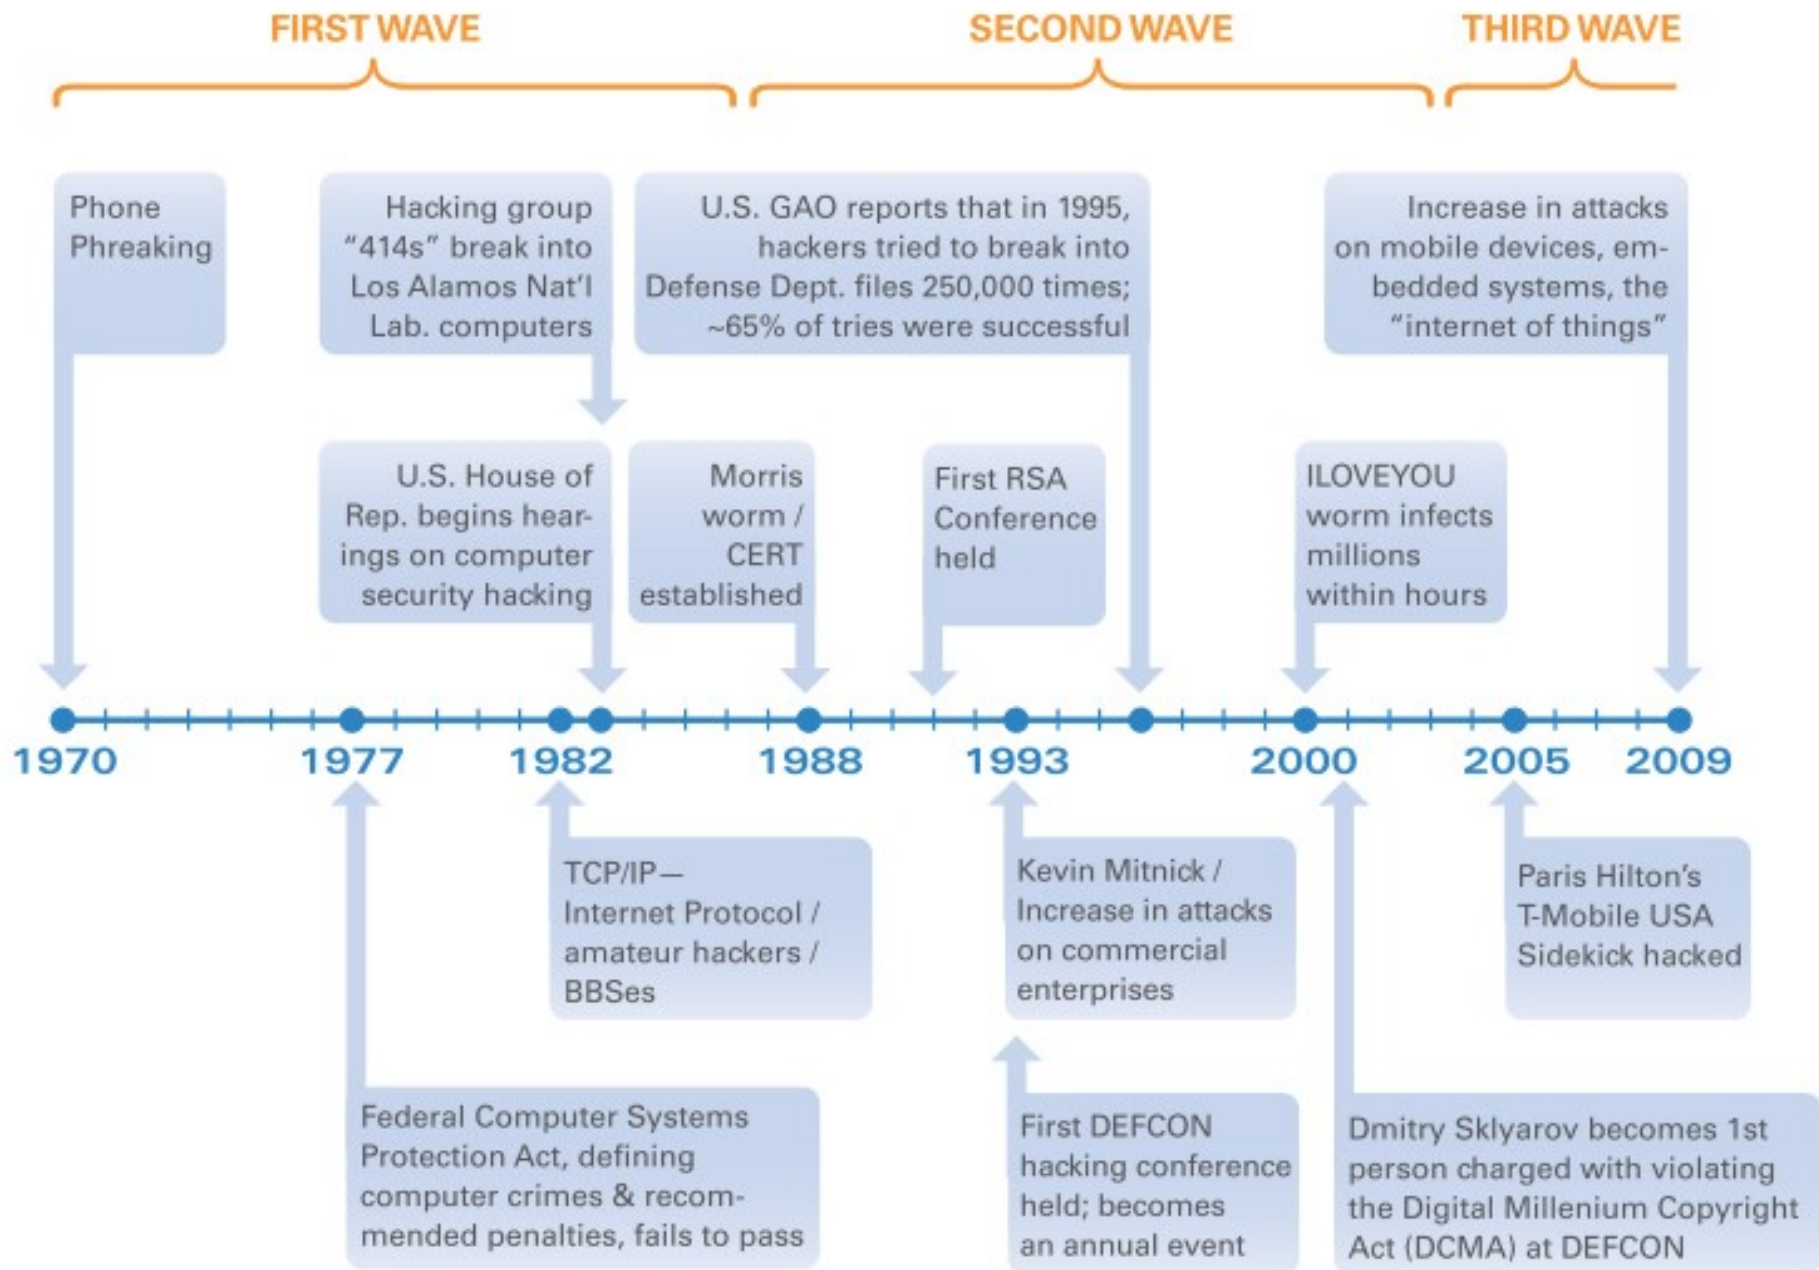 FIRST WAVE
SECOND WAVE
THIRD WAVE
Phone
Phreaking
Hacking group
“414s” break into
Los Alamos Nat’l
Lab. computers
U.S. GAO reports that in 1995,
hackers tried to break into
Defense Dept. files 250,000 times;
~65% of tries were successful
Increase in attacks
on mobile devices, em-
bedded systems, the
“internet of things”
U.S. House of
Rep. begins hear-
ings on computer
security hacking
Morris
worm /
CERT
established
First RSA
Conference
held
ILOVEYOU
worm infects
millions
within hours
1970
1977
1982
1988
1993
2000
2005
2009
TCP/IP—
Internet Protocol /
amateur hackers /
BBSes
Kevin Mitnick /
Increase in attacks
on commercial
enterprises
Paris Hilton’s
T-Mobile USA
Sidekick hacked
Federal Computer Systems
Protection Act, defining
computer crimes & recom-
mended penalties, fails to pass
First DEFCON
hacking conference
held; becomes
an annual event
Dmitry Sklyarov becomes 1st
person charged with violating
the Digital Millenium Copyright
Act (DCMA) at DEFCON